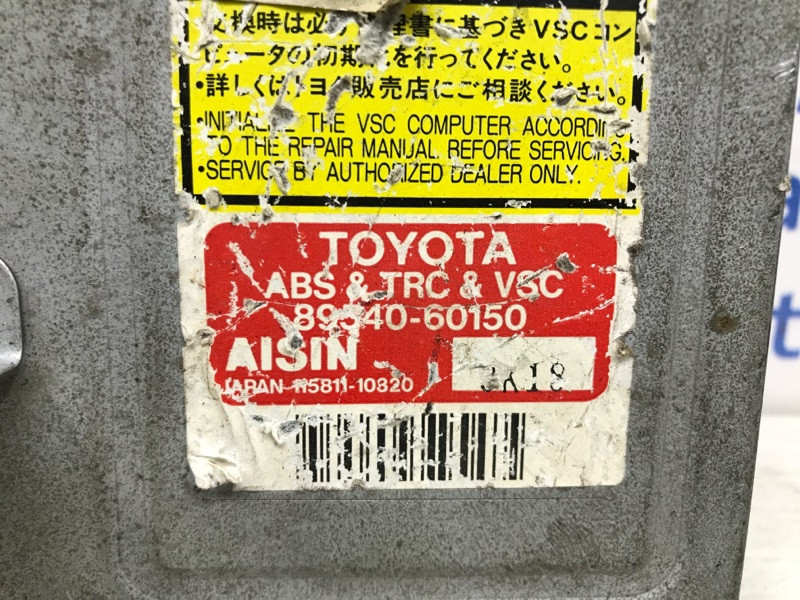 交換時は必ず修理書に基づきVSCコン
ピュータの初期化を行ってください。
・詳しくはトヨタ販売店にご相談ください。
・INITIALIZE THE VSC COMPUTER ACCORDING
TO THE REPAIR MANUAL BEFORE SERVICING.
・SERVICE BY AUTHORIZED DEALER ONLY.
TOYOTA
ABS & TRC & VSC
89540-60150
AISIN
JAPAN 115811-10320